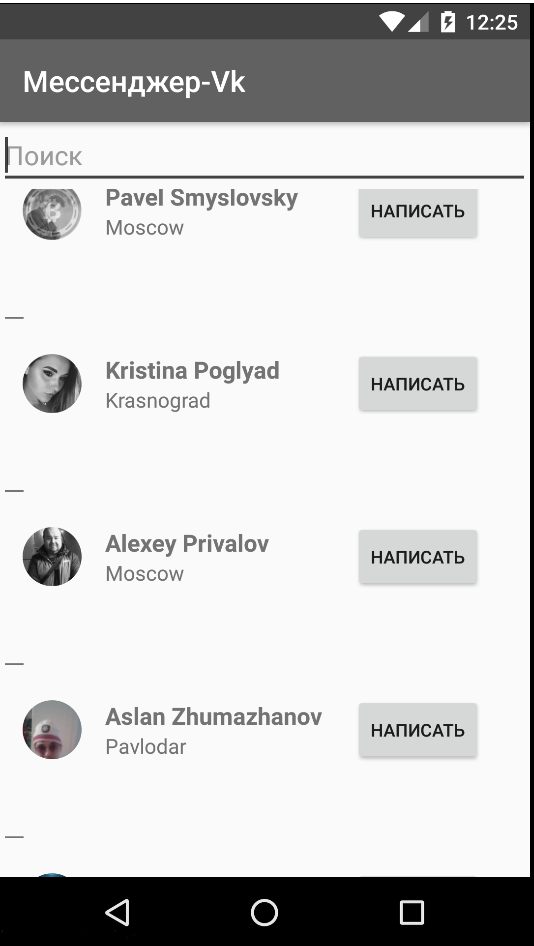 12:25
Мессенджер-Vk
Поиск
Pavel Smyslovsky
Moscow
НАПИСАТЬ
Kristina Poglyad
Krasnograd
НАПИСАТЬ
Alexey Privalov
Moscow
НАПИСАТЬ
Aslan Zhumazhanov
Pavlodar
НАПИСАТЬ